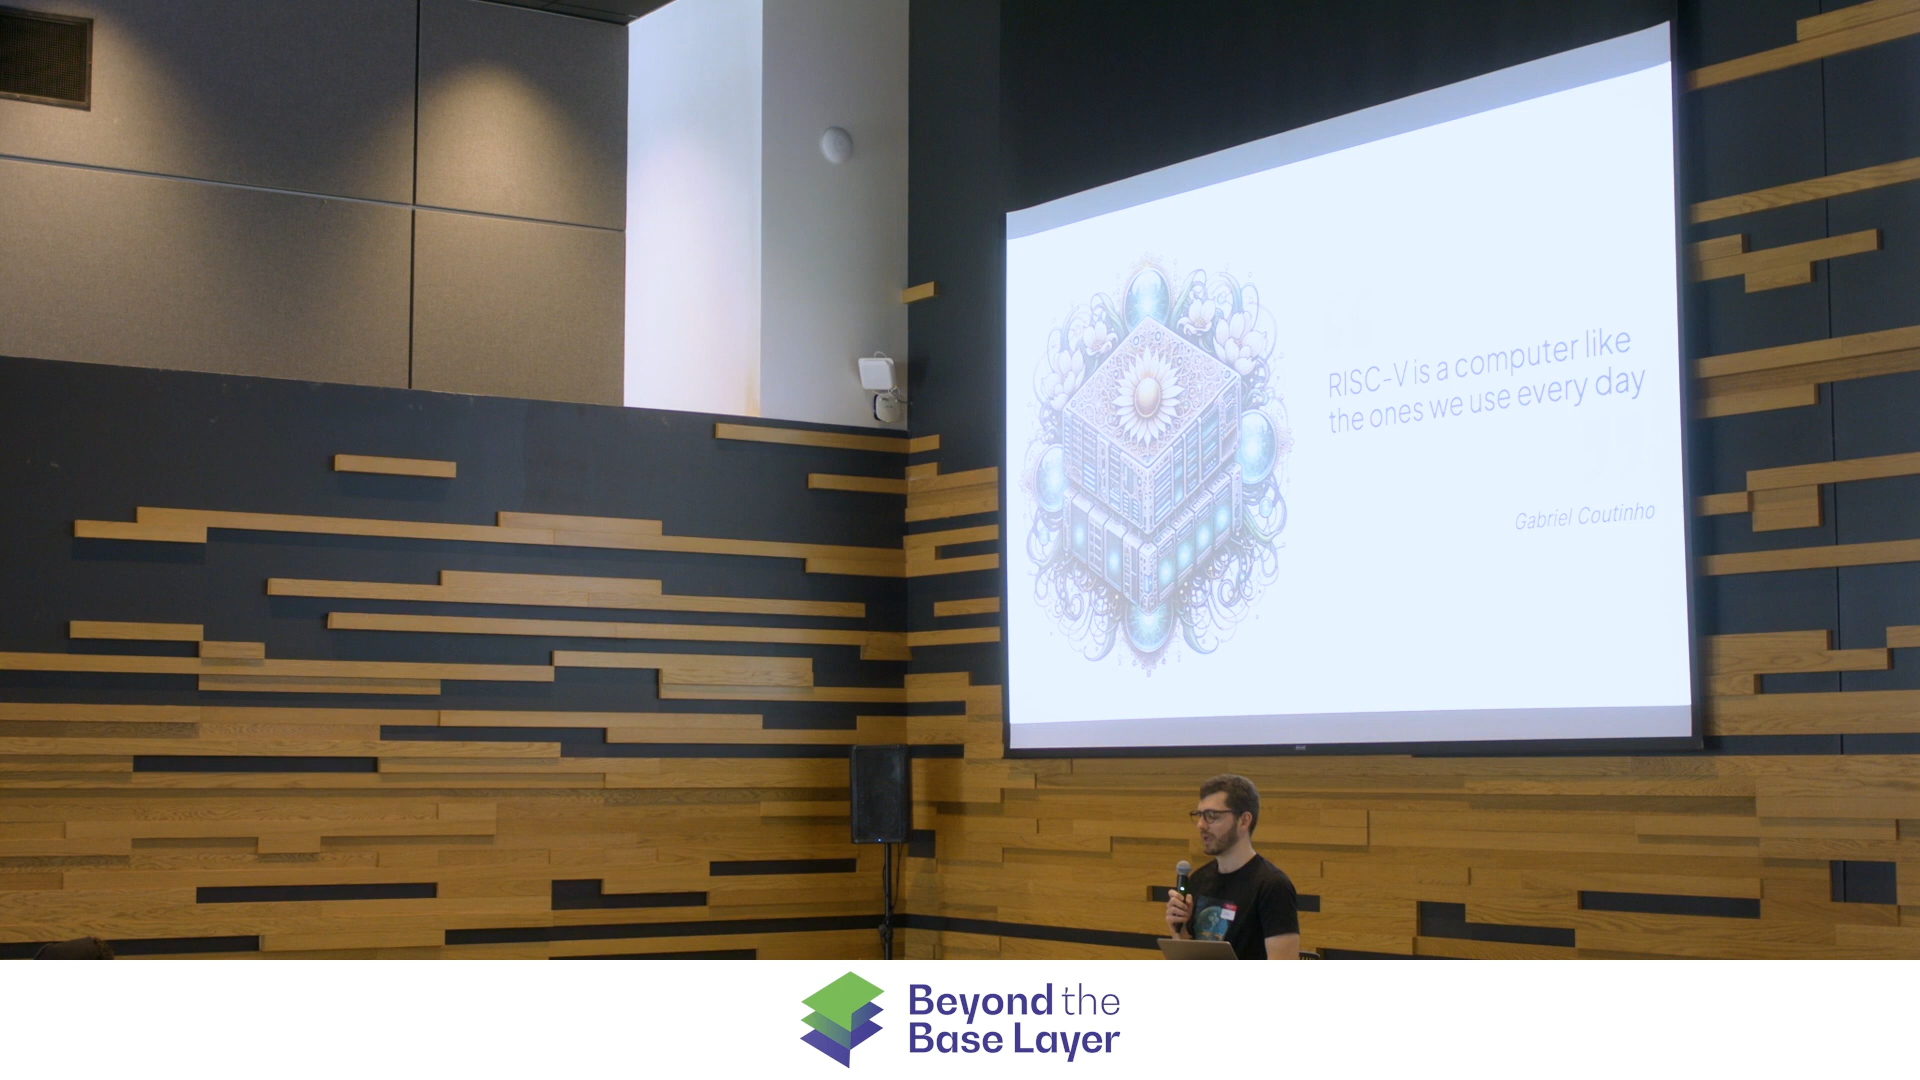 RISC-V is a computer like
the ones we use every day
Gabriel Coutinho
Beyond the
Base Layer